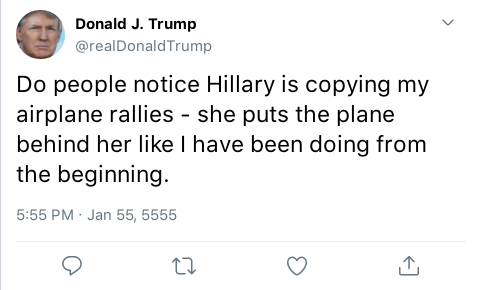 Donald J. Trump
@realDonaldTrump
Do people notice Hillary is copying my
airplane rallies - she puts the plane
behind her like I have been doing from
the beginning.
5:55 PM · Jan 55, 5555